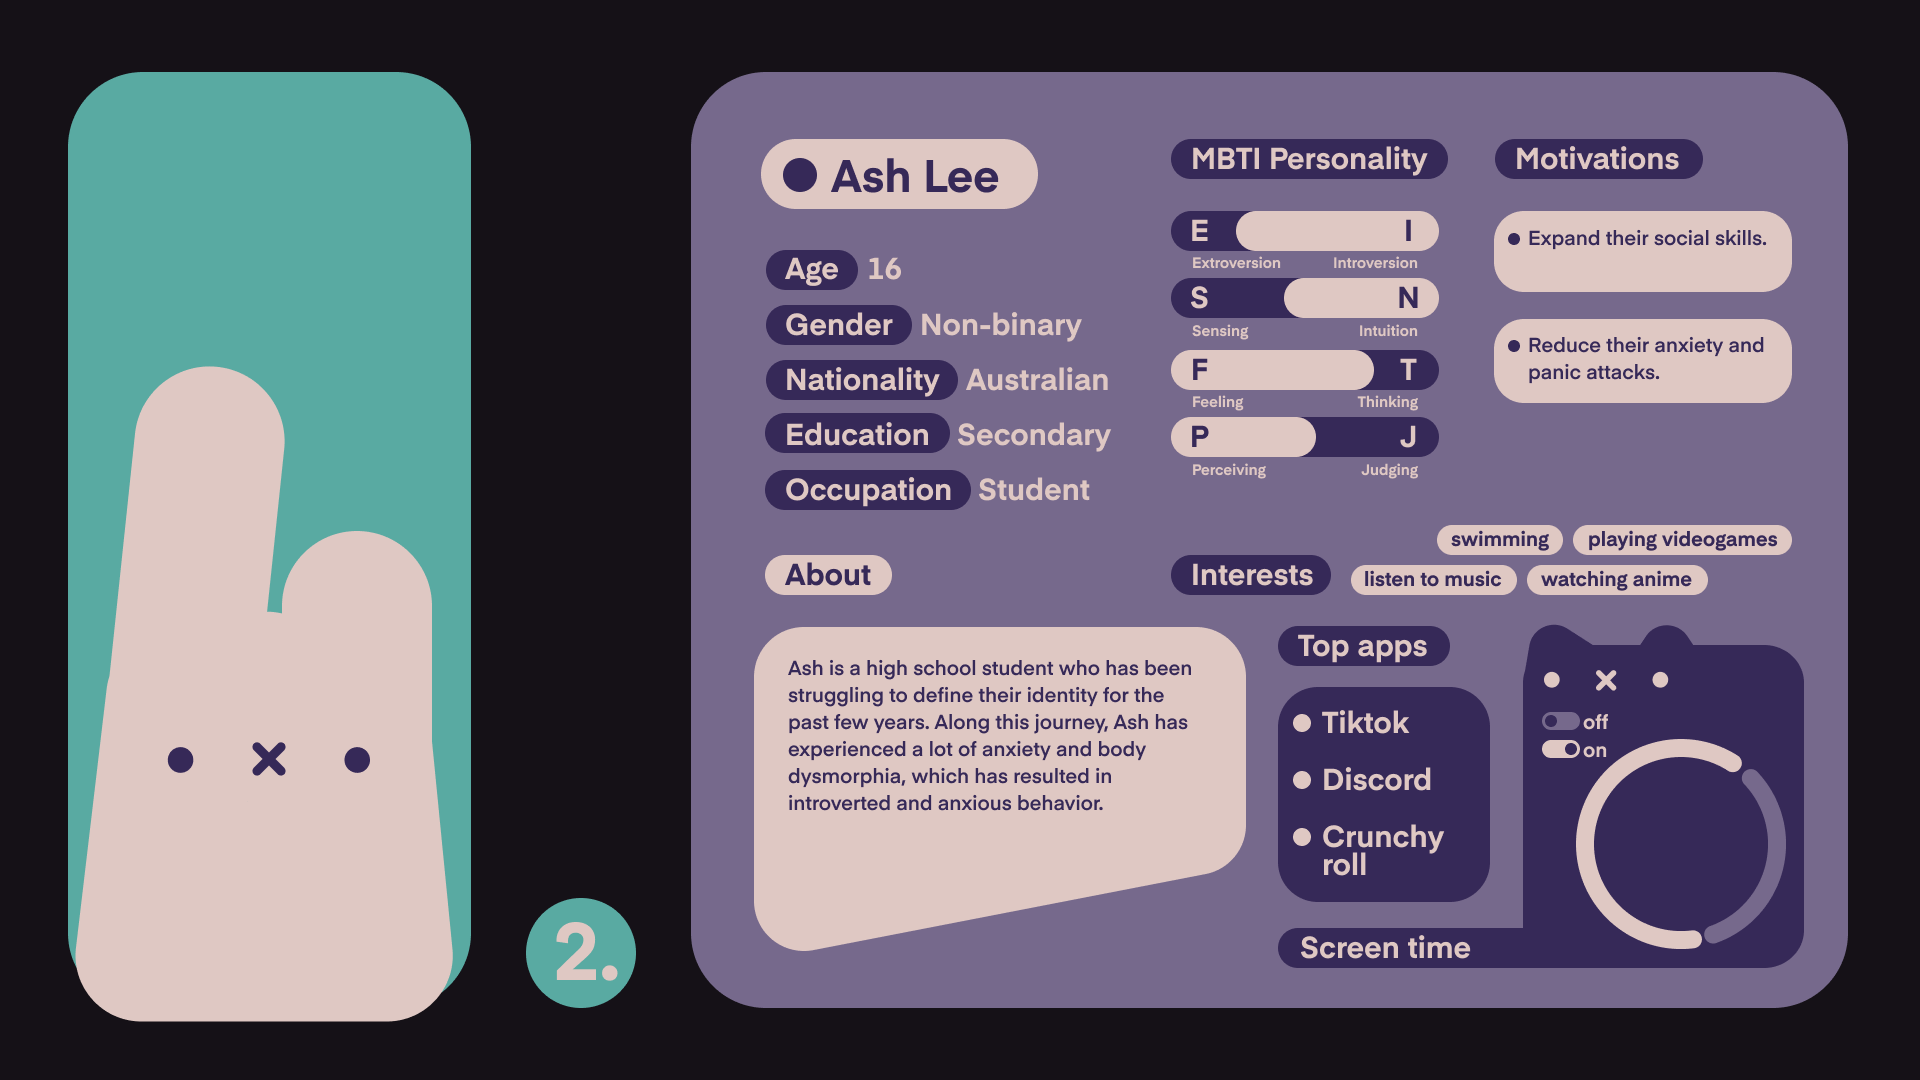 2.
Ash Lee
Age 16
Gender Non-binary
Nationality Australian
Education Secondary
Occupation Student
MBTI Personality
E I
Extroversion Introversion
S N
Sensing Intuition
F T
Feeling Thinking
P J
Perceiving Judging
Motivations
Expand their social skills.
Reduce their anxiety and
panic attacks.
About
Ash is a high school student who has been
struggling to define their identity for the
past few years. Along this journey, Ash has
experienced a lot of anxiety and body
dysmorphia, which has resulted in
introverted and anxious behavior.
Interests
swimming playing videogames
listen to music watching anime
Top apps
Tiktok
Discord
Crunchy
roll
off
on
Screen time